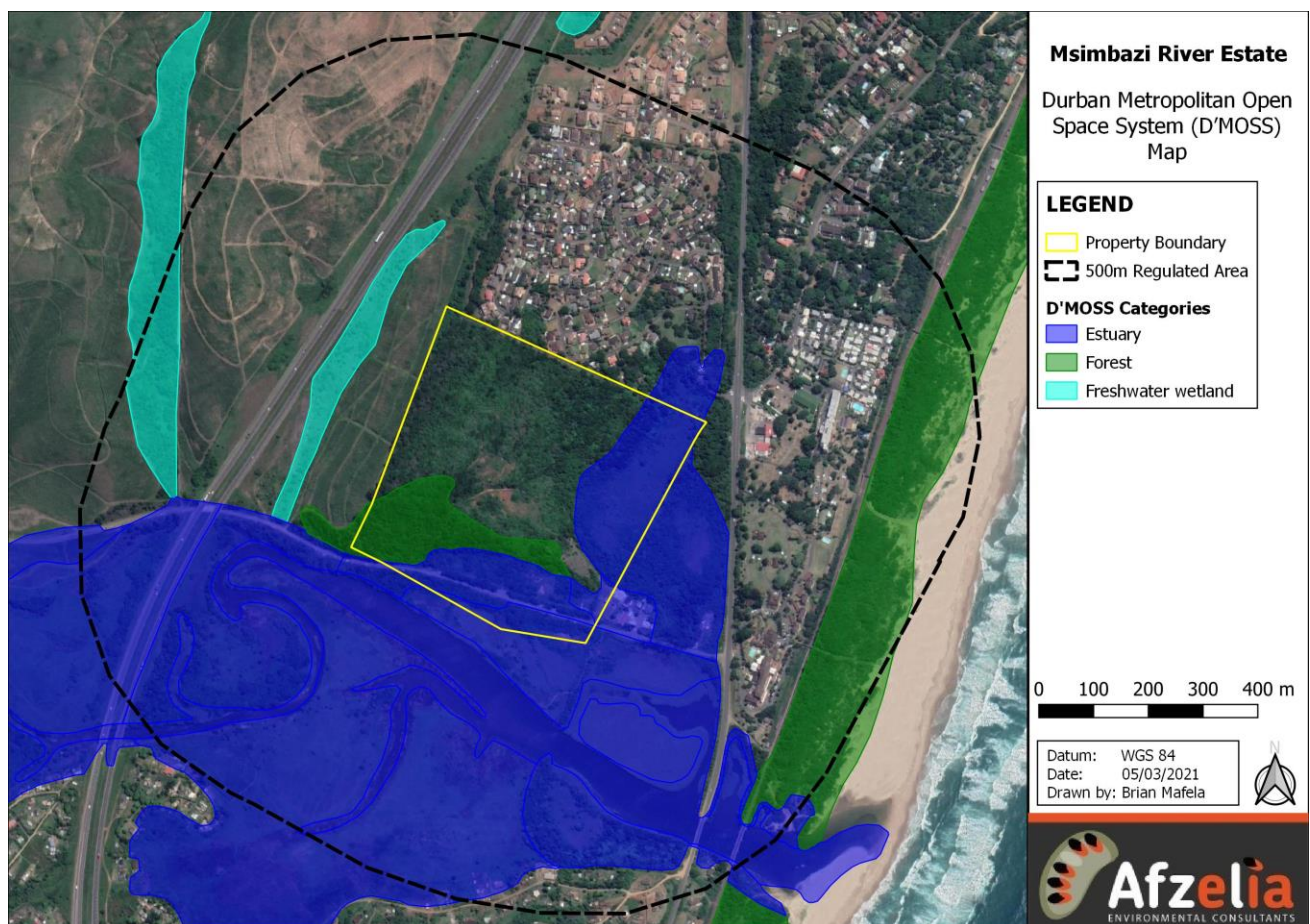 Msimbazi River Estate
Durban Metropolitan Open
Space System (D'MOSS)
Map
LEGEND
Property Boundary
500m Regulated Area
D'MOSS Categories
Estuary
Forest
Freshwater wetland
0 100 200 300 400 m
Datum: WGS 84
Date: 05/03/2021
Drawn by: Brian Mafela
N
Afzelia
ENVIRONMENTAL CONSULTANTS